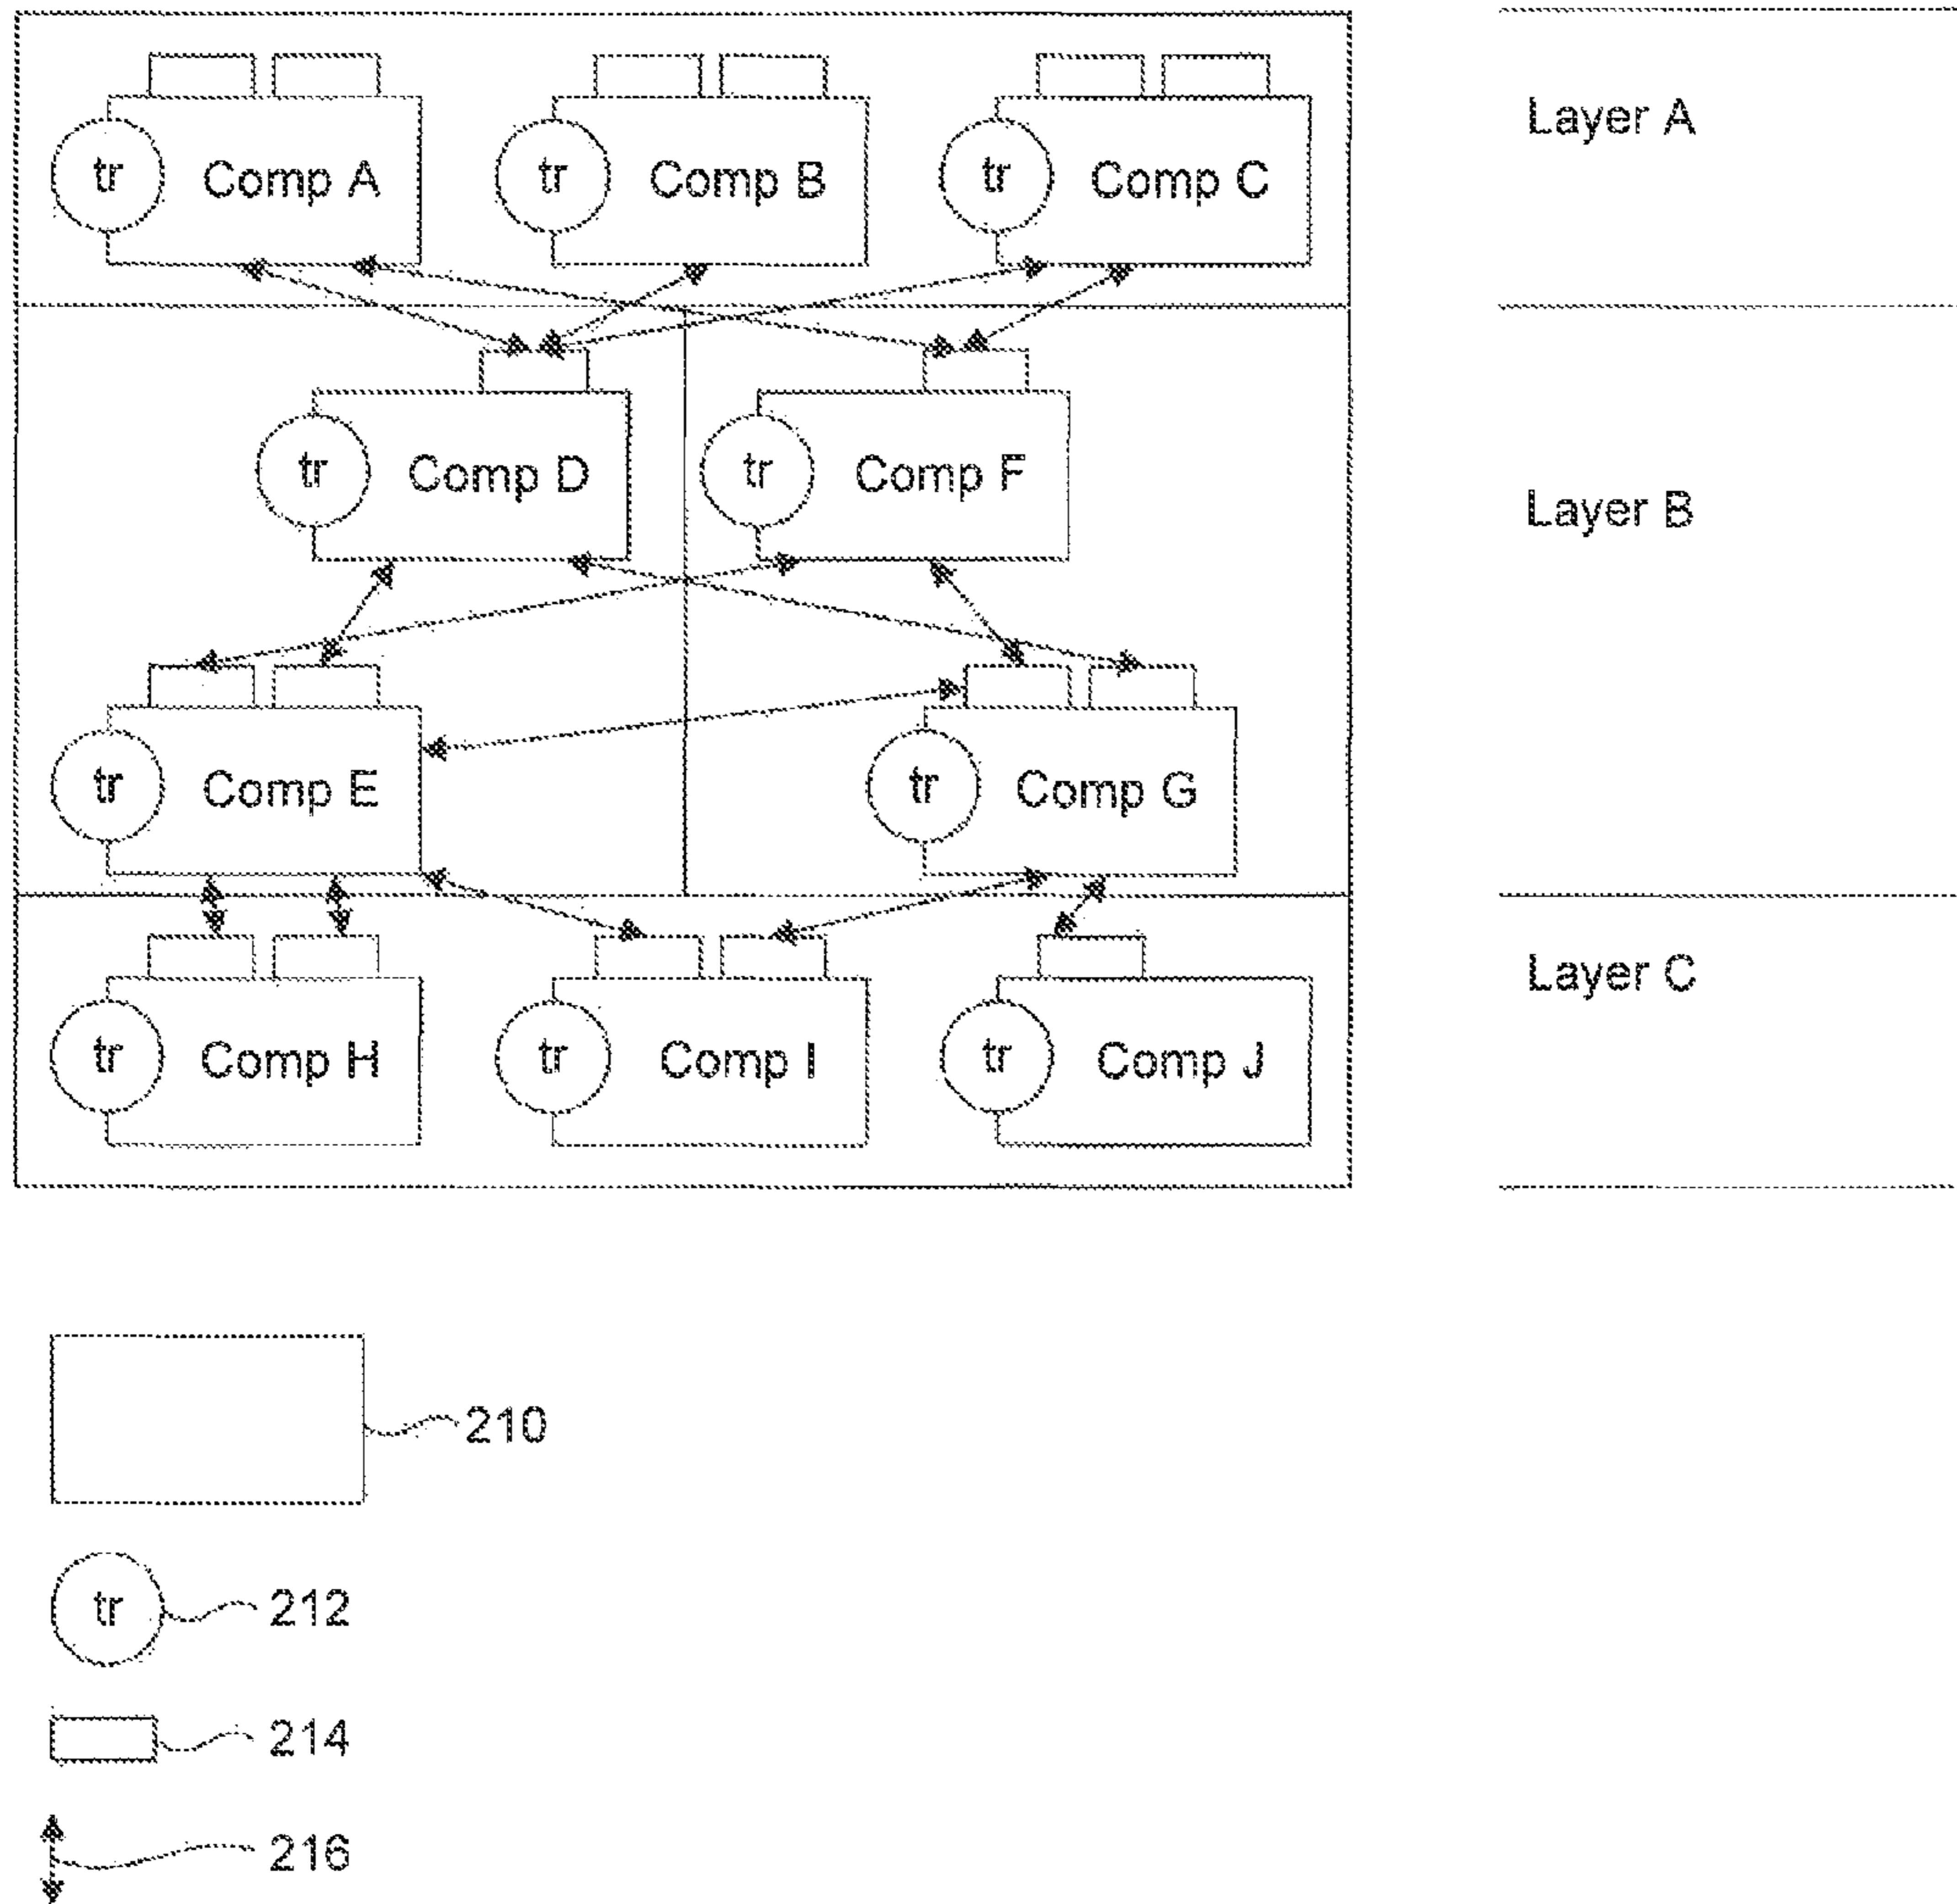 tr Comp A tr Comp B tr Comp C Layer A
tr Comp D tr Comp F Layer B
tr Comp E tr Comp G
tr Comp H tr Comp I tr Comp J Layer C
210
tr 212
214
216